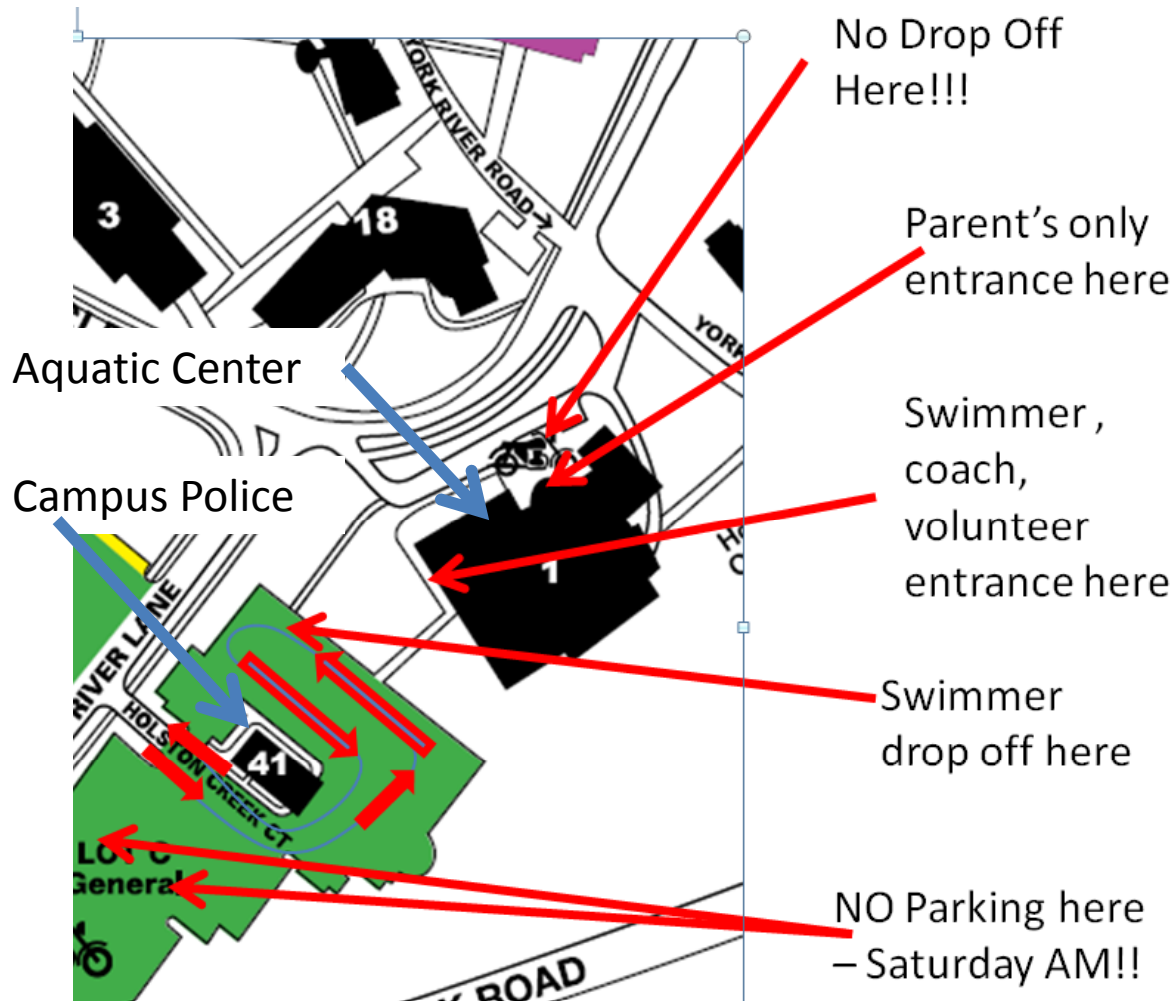 No Drop Off
Here!!!
YORK RIVER ROAD →
3
18
Parent’s only
entrance here
YORK
Aquatic Center
Swimmer ,
coach,
volunteer
entrance here
Campus Police
1
RIVER LANE
HOLSTON CREEK CT
41
Swimmer
drop off here
LOT C
General
NO Parking here
– Saturday AM!!
ROAD